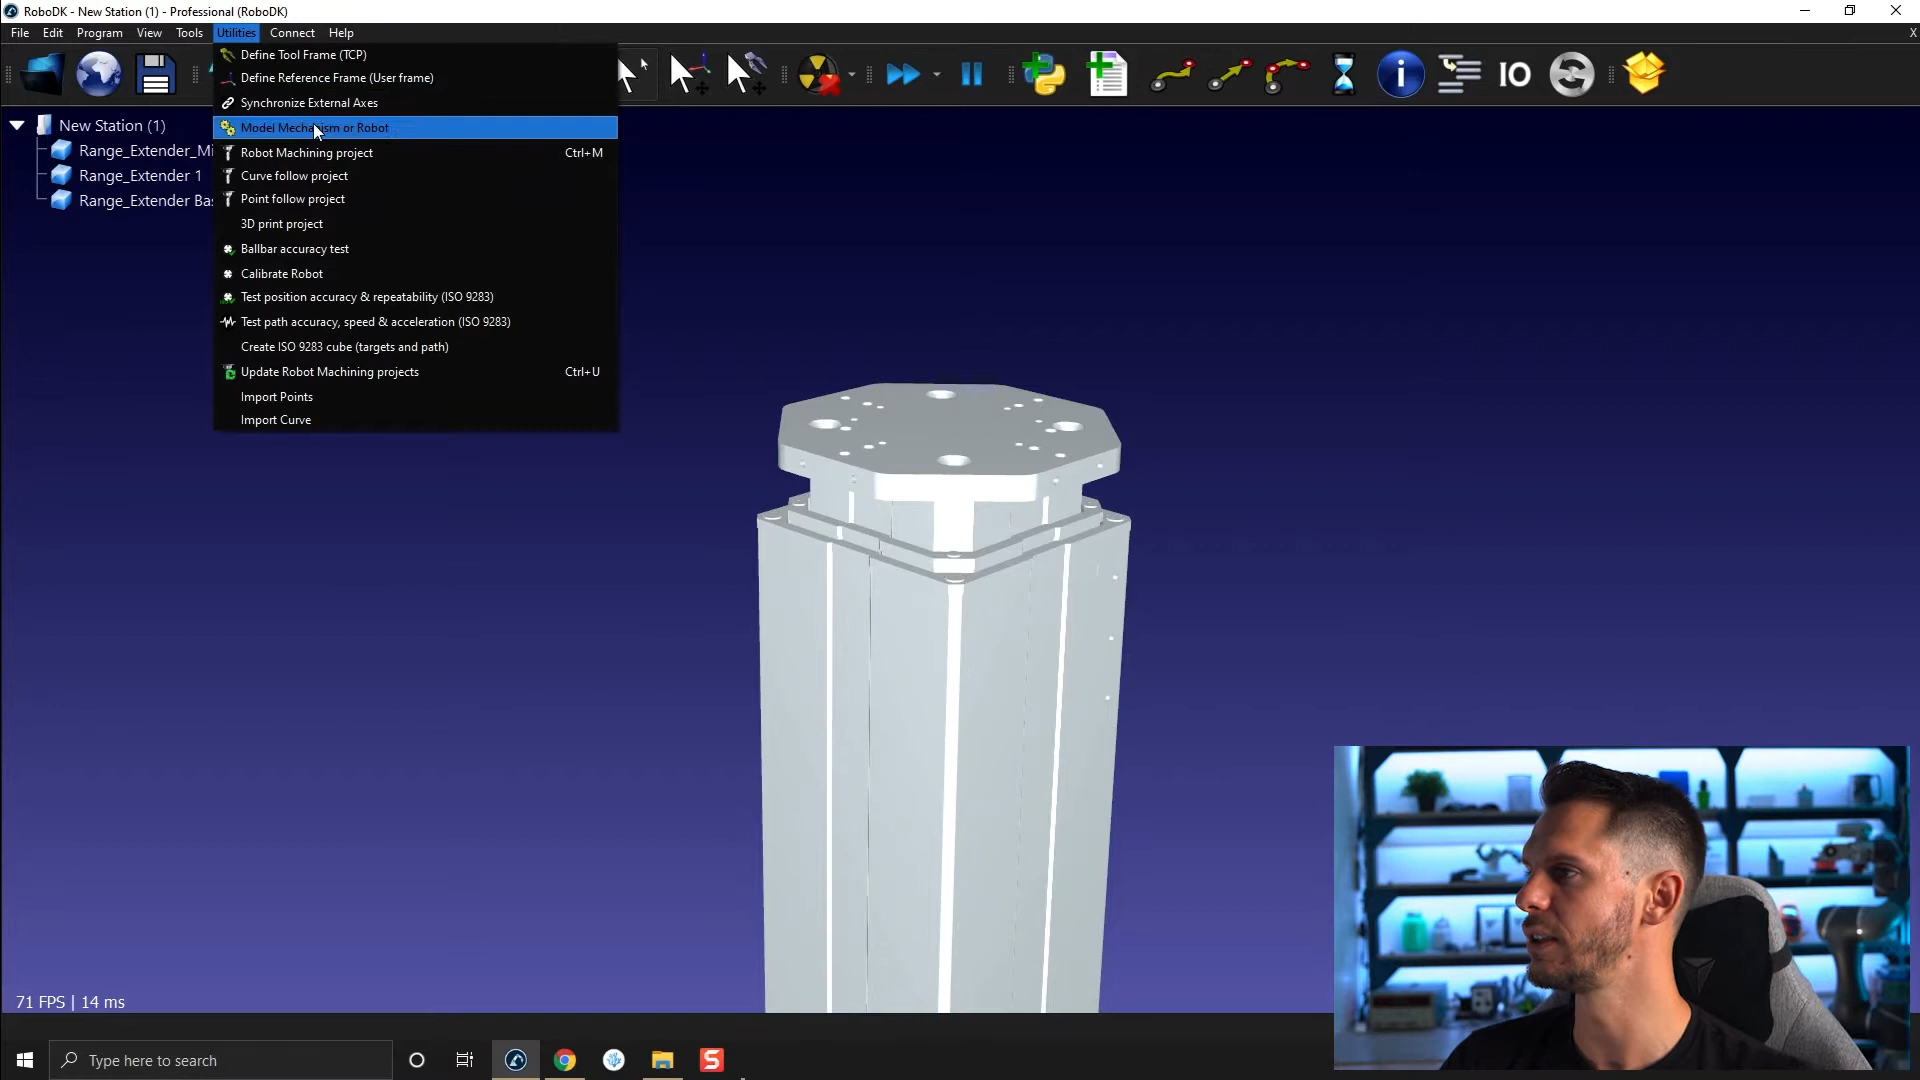 RoboDK - New Station (1) - Professional (RoboDK)
File Edit Program View Tools Utilities Connect Help X
Define Tool Frame (TCP)
Define Reference Frame (User frame)
Synchronize External Axes
Model Mechanism or Robot
Robot Machining project Ctrl+M
Curve follow project
Point follow project
3D print project
Ballbar accuracy test
Calibrate Robot
Test position accuracy & repeatability (ISO 9283)
Test path accuracy, speed & acceleration (ISO 9283)
Create ISO 9283 cube (targets and path)
Update Robot Machining projects Ctrl+U
Import Points
Import Curve
IO
New Station (1)
Range_Extender_Mi
Range_Extender 1
Range_Extender Bas
71 FPS | 14 ms
Type here to search
S